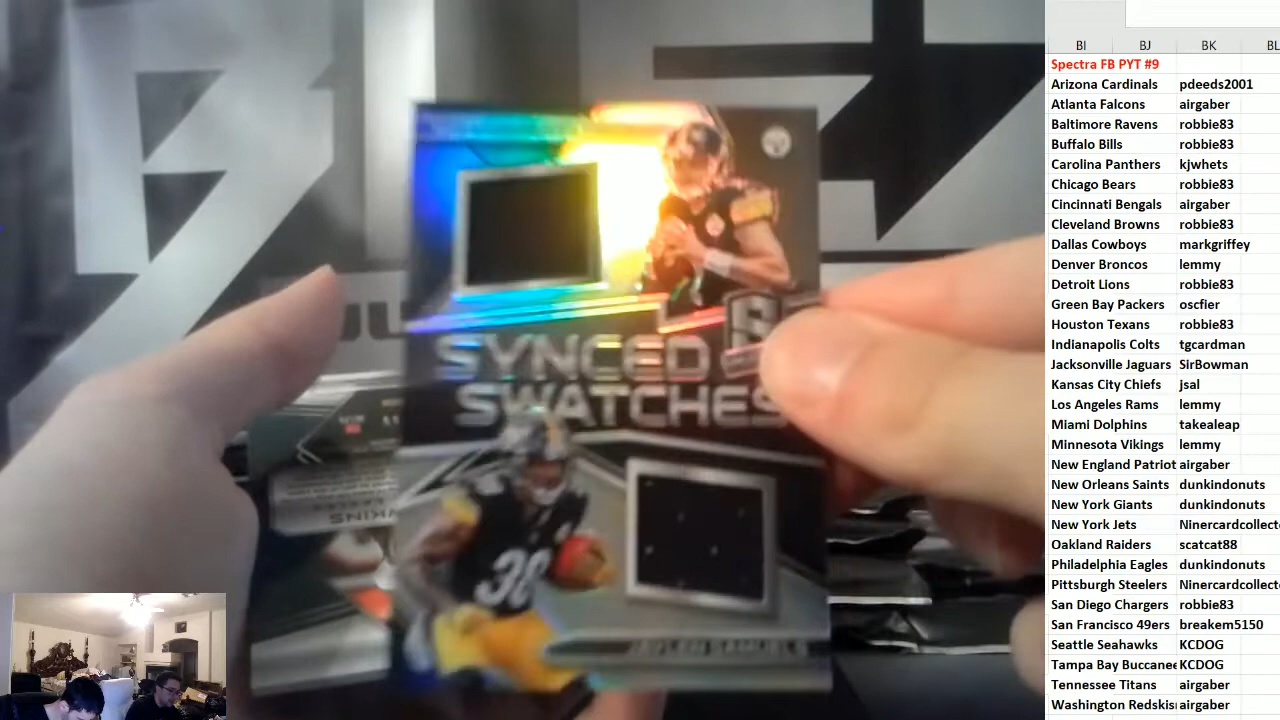 SYNCED
SWATCHES
38
JAYLEN SAMUELS
BI BJ BK BL
Spectra FB PYT #9
Arizona Cardinals pdeeds2001
Atlanta Falcons airgaber
Baltimore Ravens robbie83
Buffalo Bills robbie83
Carolina Panthers kjwhets
Chicago Bears robbie83
Cincinnati Bengals airgaber
Cleveland Browns robbie83
Dallas Cowboys markgriffey
Denver Broncos lemmy
Detroit Lions robbie83
Green Bay Packers oscfier
Houston Texans robbie83
Indianapolis Colts tgcardman
Jacksonville Jaguars SirBowman
Kansas City Chiefs jsal
Los Angeles Rams lemmy
Miami Dolphins takealeap
Minnesota Vikings lemmy
New England Patriot airgaber
New Orleans Saints dunkindonuts
New York Giants dunkindonuts
New York Jets Ninercardcollect
Oakland Raiders scatcat88
Philadelphia Eagles dunkindonuts
Pittsburgh Steelers Ninercardcollect
San Diego Chargers robbie83
San Francisco 49ers breakem5150
Seattle Seahawks KCDOG
Tampa Bay Buccanee KCDOG
Tennessee Titans airgaber
Washington Redskis airgaber